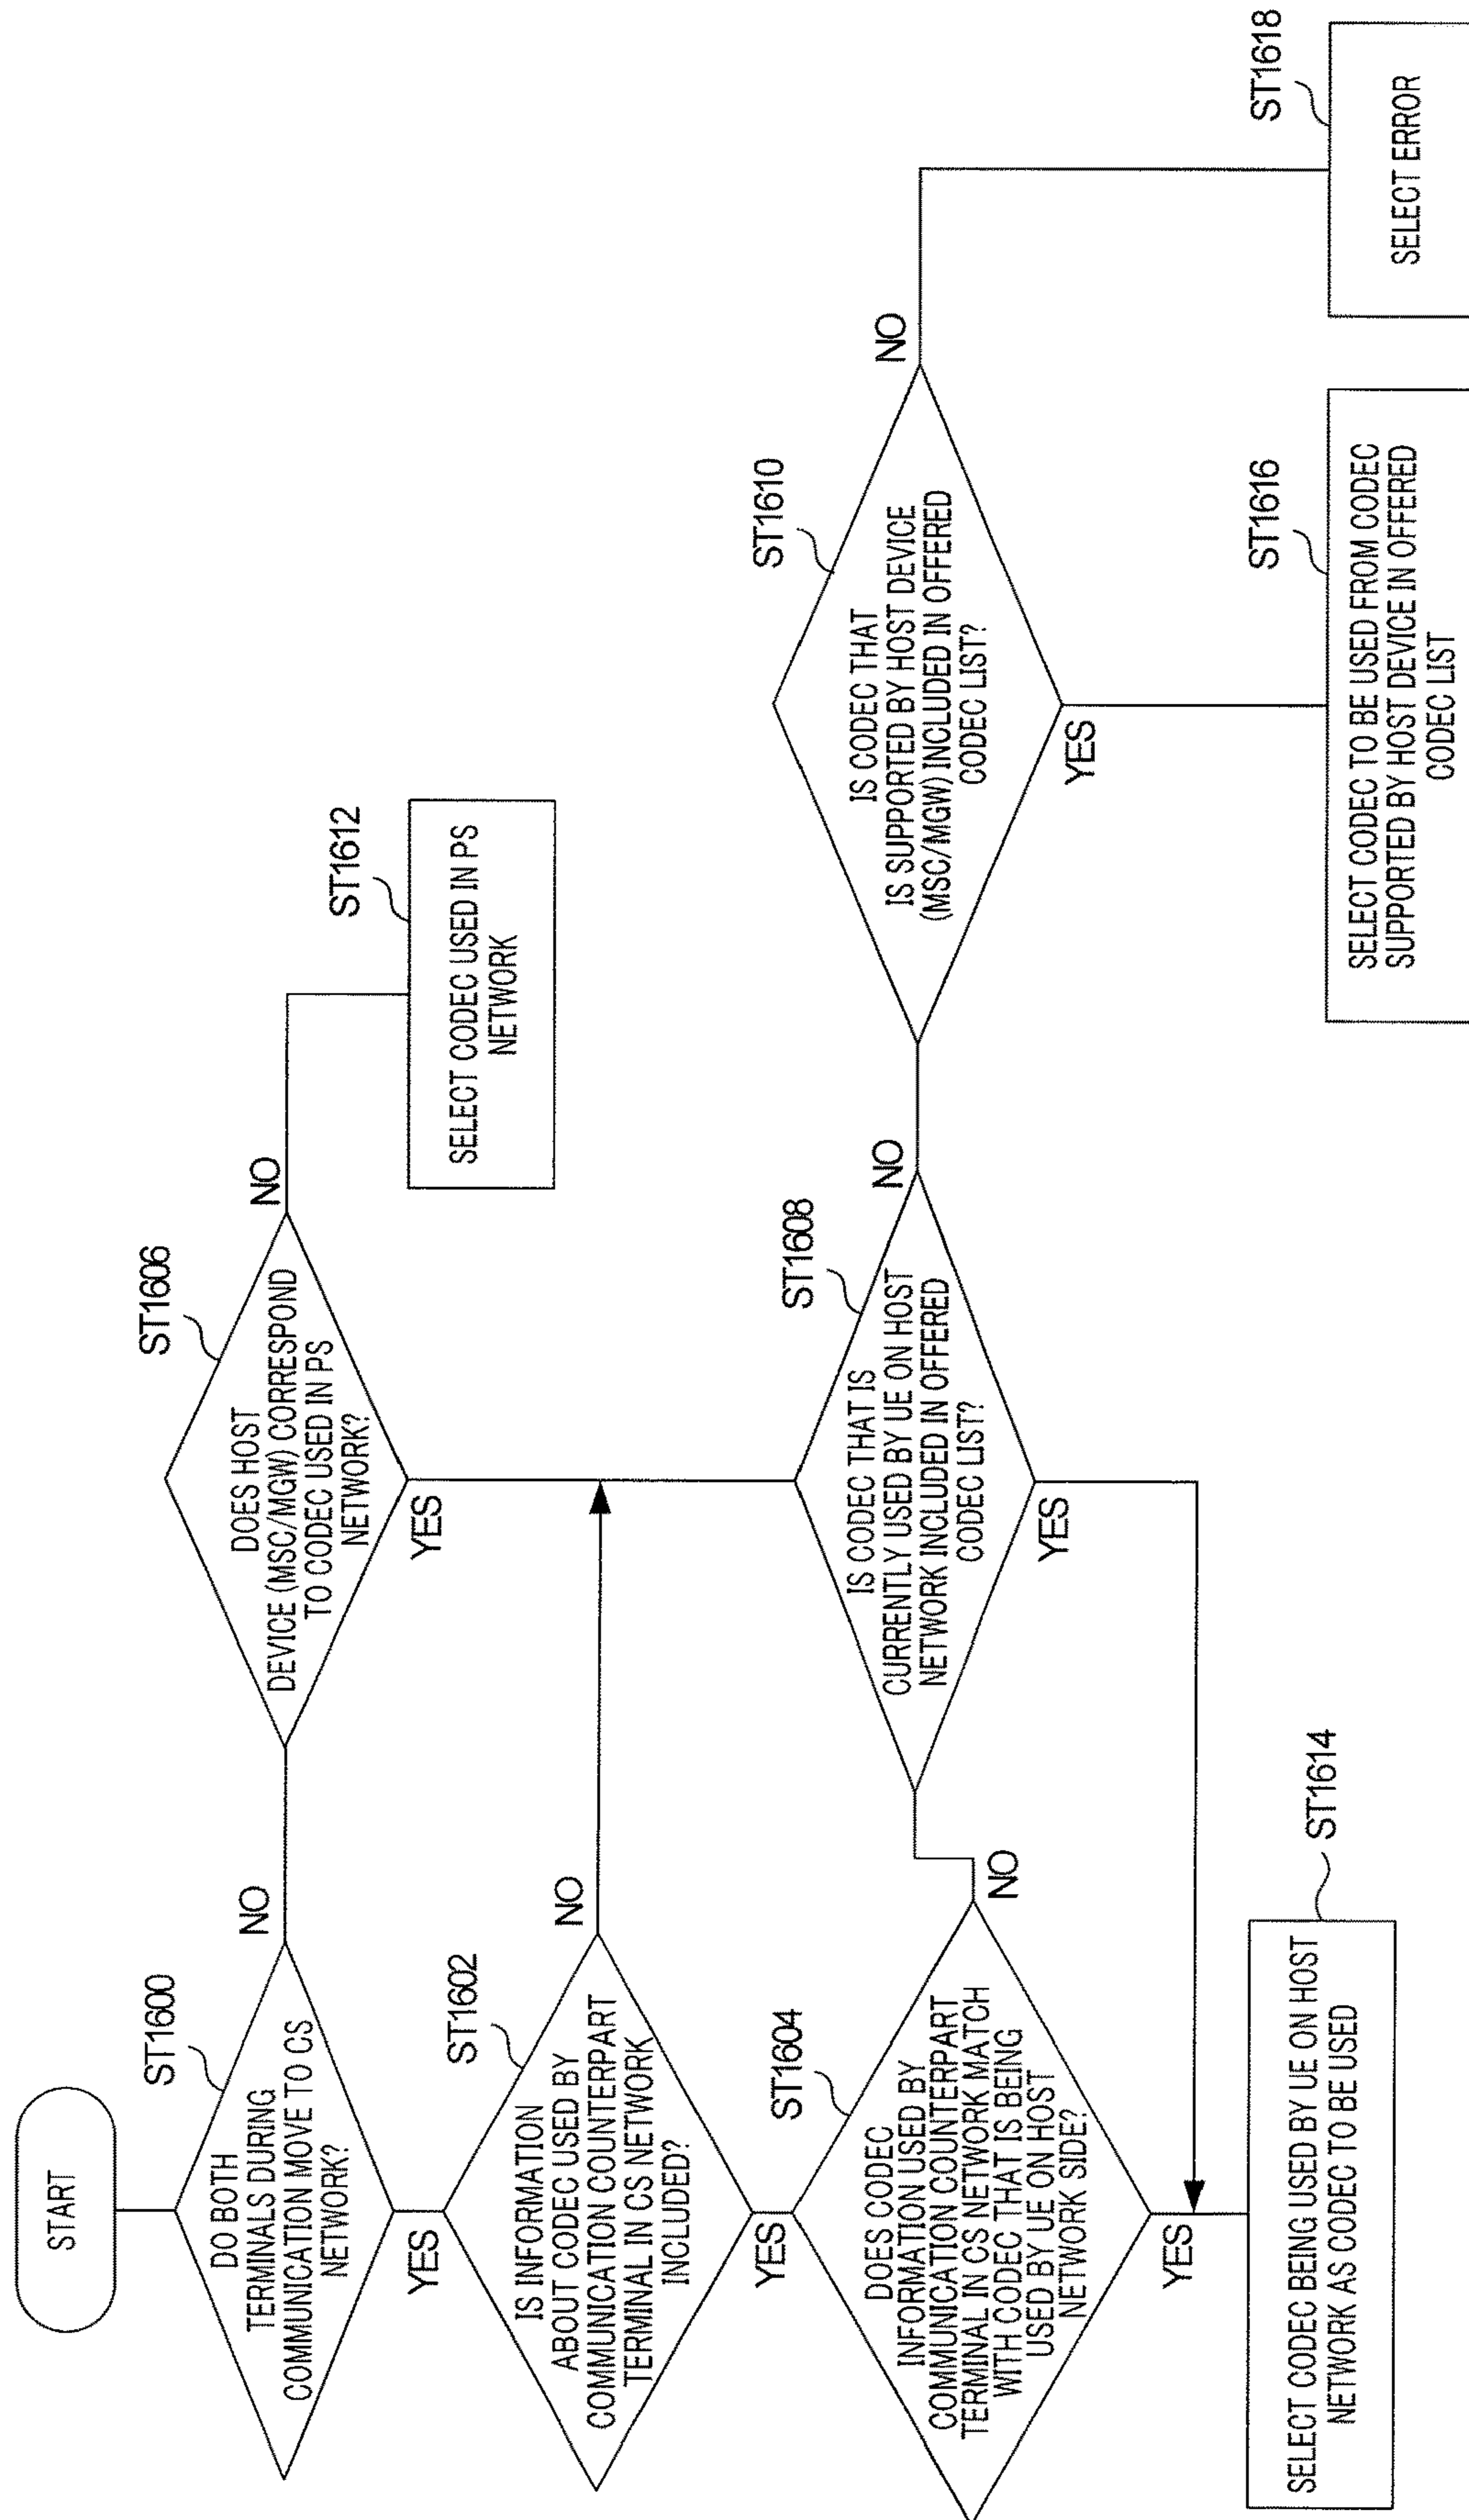 START
ST1600
DO BOTH
TERMINALS DURING
COMMUNICATION MOVE TO CS
NETWORK?
NO
YES
ST1606
DOES HOST
DEVICE (MSC/MGW) CORRESPOND
TO CODEC USED IN PS
NETWORK?
NO
YES
ST1612
SELECT CODEC USED IN PS
NETWORK
ST1602
IS INFORMATION
ABOUT CODEC USED BY
COMMUNICATION COUNTERPART
TERMINAL IN CS NETWORK
INCLUDED?
NO
YES
ST1604
DOES CODEC
INFORMATION USED BY
COMMUNICATION COUNTERPART
TERMINAL IN CS NETWORK MATCH
WITH CODEC THAT IS BEING
USED BY UE ON HOST
NETWORK SIDE?
NO
YES
ST1608
IS CODEC THAT IS
CURRENTLY USED BY UE ON HOST
NETWORK INCLUDED IN OFFERED
CODEC LIST?
NO
YES
ST1610
IS CODEC THAT
IS SUPPORTED BY HOST DEVICE
(MSC/MGW) INCLUDED IN OFFERED
CODEC LIST?
NO
YES
ST1614
SELECT CODEC BEING USED BY UE ON HOST
NETWORK AS CODEC TO BE USED
ST1616
SELECT CODEC TO BE USED FROM CODEC
SUPPORTED BY HOST DEVICE IN OFFERED
CODEC LIST
ST1618
SELECT ERROR